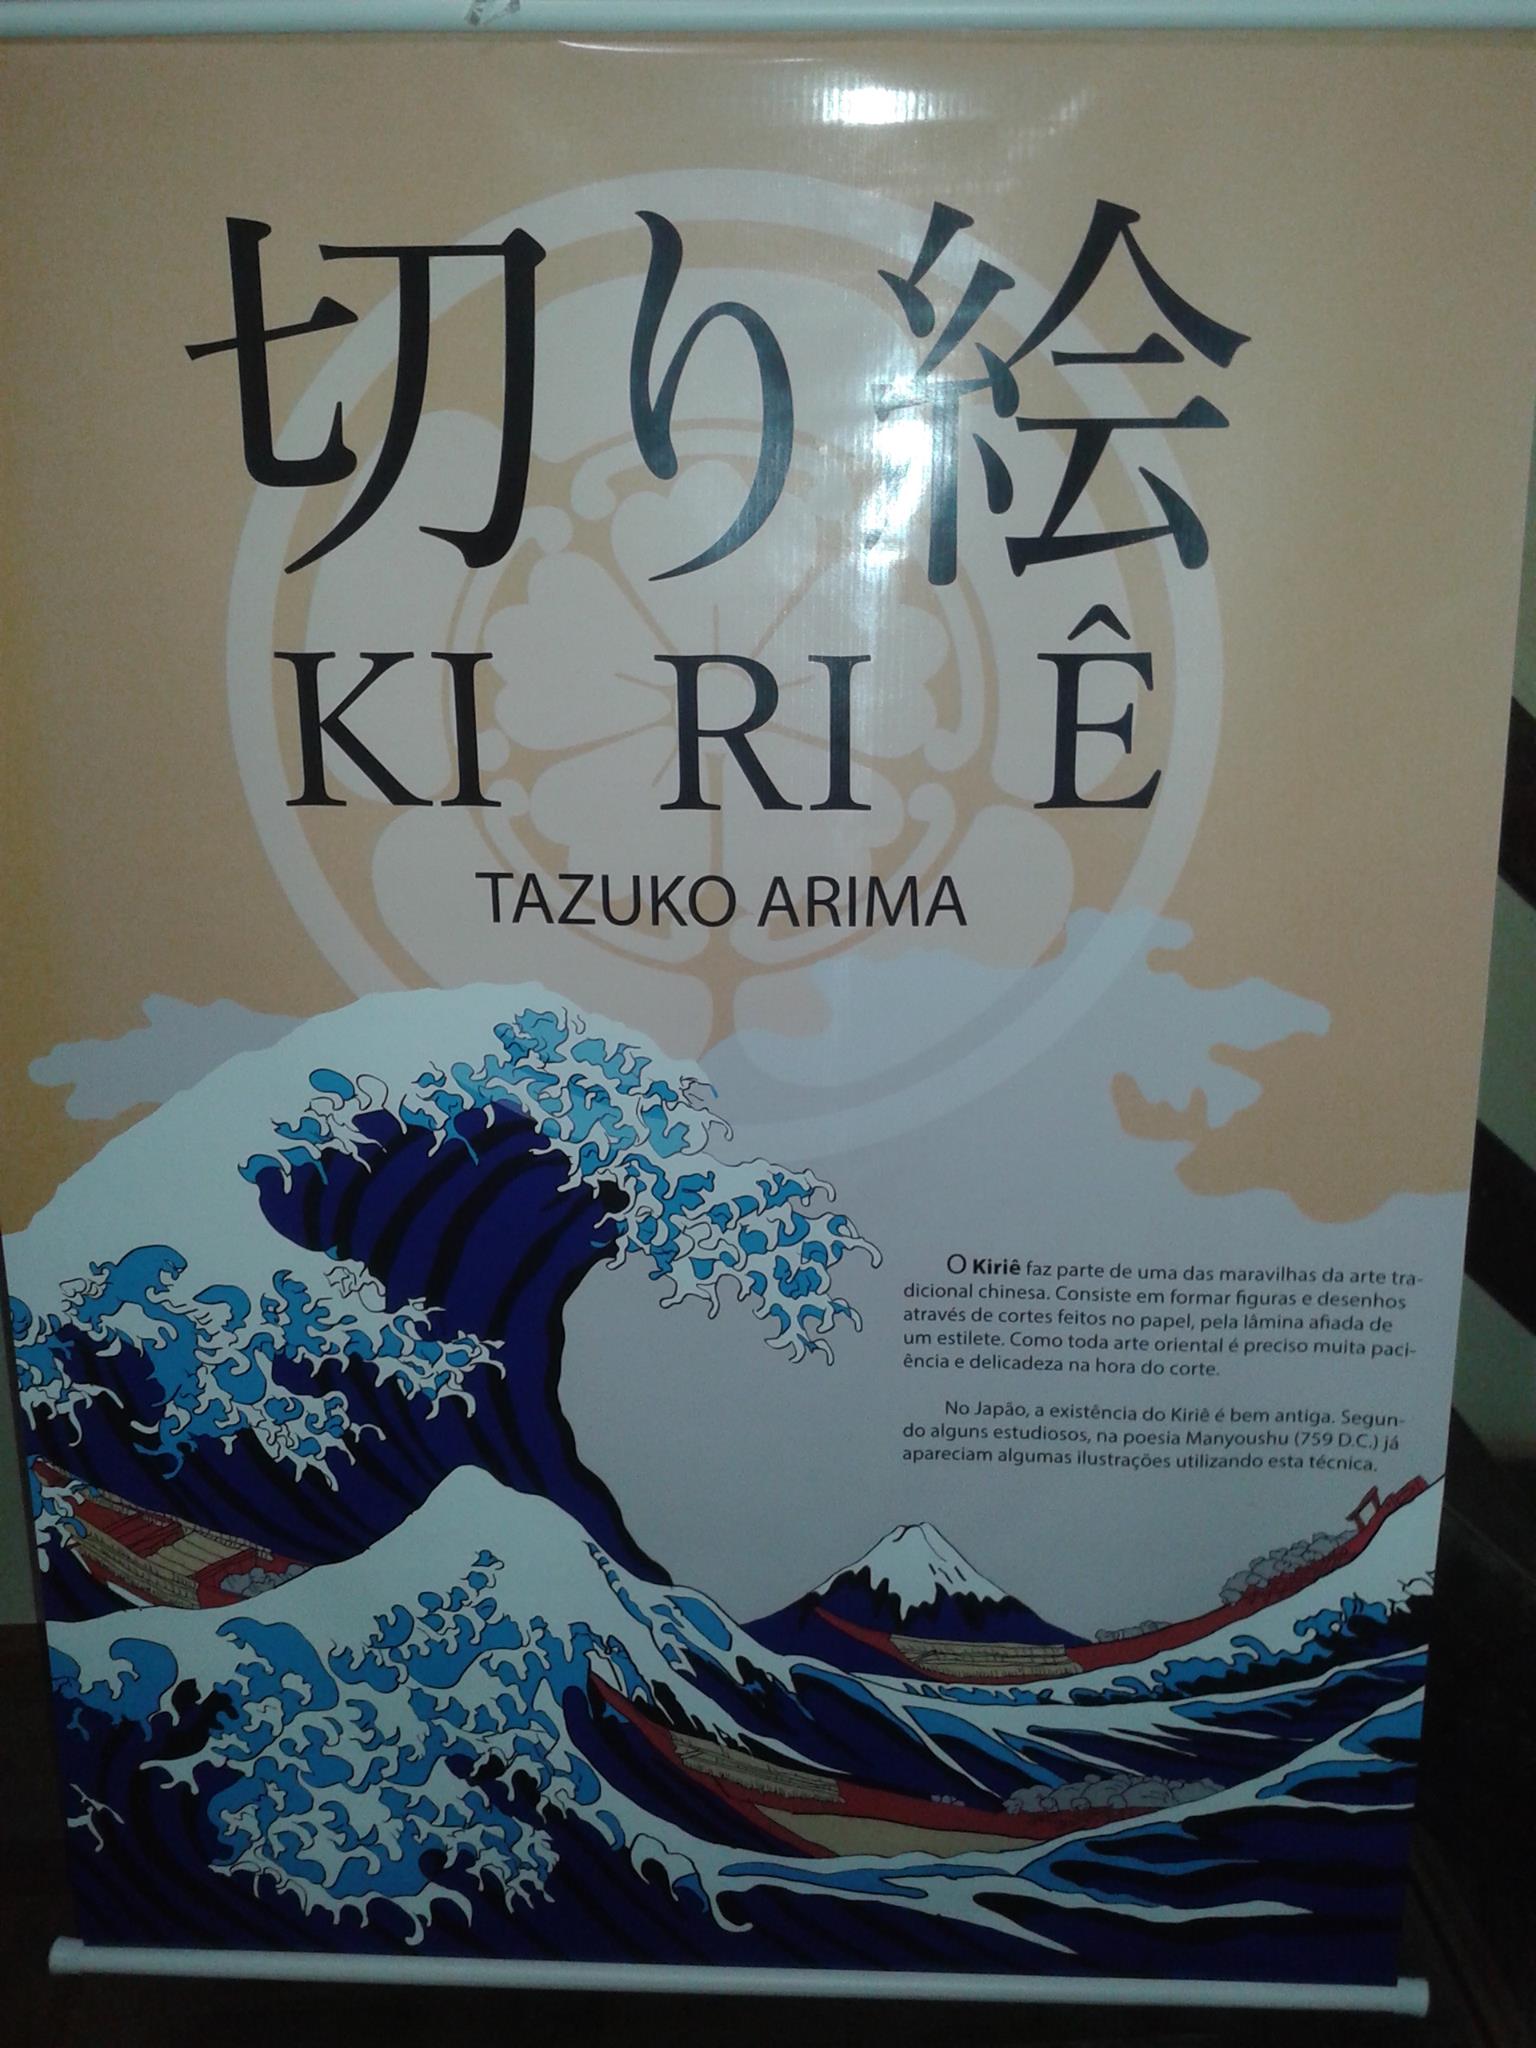 切り絵
KI RI Ê
TAZUKO ARIMA
O Kiriê faz parte de uma das maravilhas da arte tra-
dicional chinesa. Consiste em formar figuras e desenhos
através de cortes feitos no papel, pela lâmina afiada de
um estilete. Como toda arte oriental é preciso muita paci-
ência e delicadeza na hora do corte.
No Japão, a existência do Kiriê é bem antiga. Segun-
do alguns estudiosos, na poesia Manyoushu (759 D.C.) já
apareciam algumas ilustrações utilizando esta técnica.